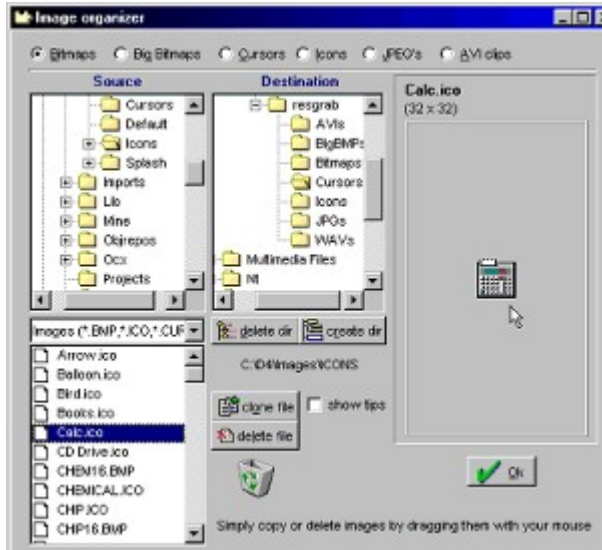 Image organizer
Bitmaps Big Bitmaps Cursors Icons JPEG's AVI clips
Source
Cursors
Default
Icons
Splash
Imports
Lib
Mine
Objrepos
Ocx
Projects
Destination
resgrab
AVIs
BigBMPs
Bitmaps
Cursors
Icons
JPGs
WAVs
Multimedia Files
Nt
Calc.ico
(32 x 32)
Images (*.BMP,*.ICO,*.CUF
Arrow.ico
Balloon.ico
Bird.ico
Books.ico
Calc.ico
CD Drive.ico
CHEM16.BMP
CHEMICAL.ICO
CHP.ICO
CHP16.BMP
delete dir create dir
C:\D4\Images\ICONS
clone file show tips
delete file
Ok
Simply copy or delete images by dragging them with your mouse